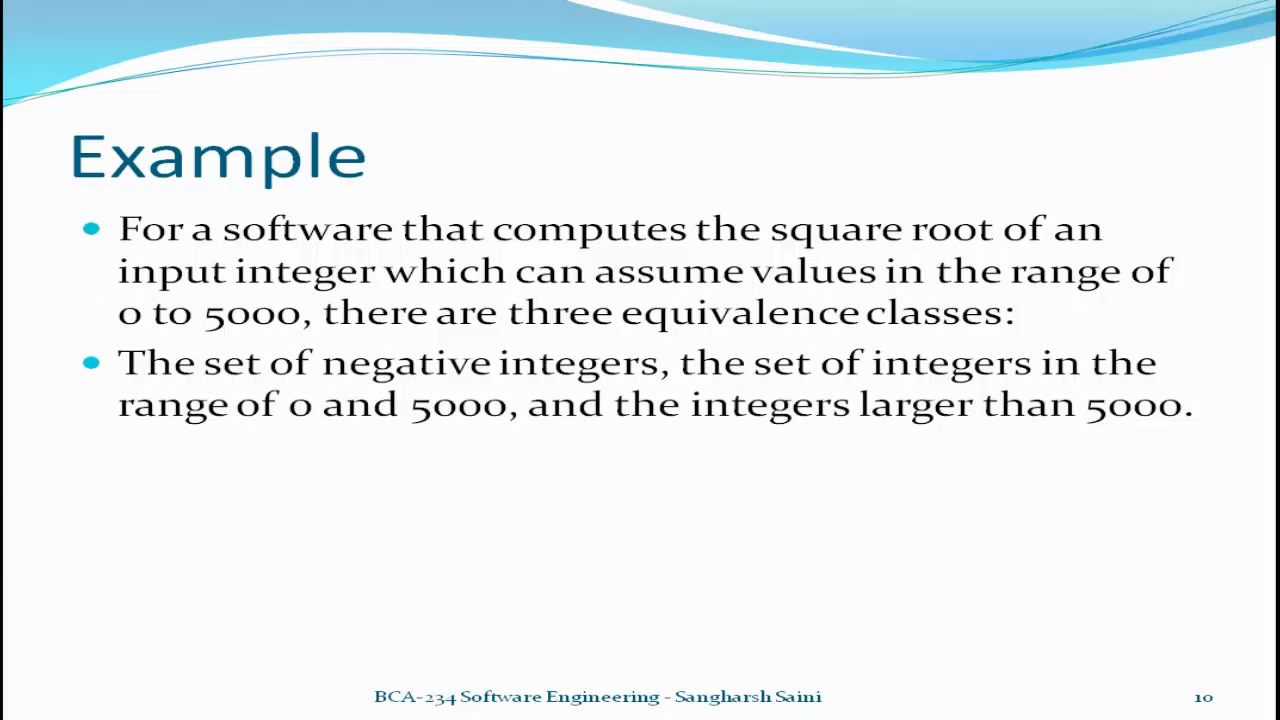 Example
• For a software that computes the square root of an
input integer which can assume values in the range of
0 to 5000, there are three equivalence classes:
• The set of negative integers, the set of integers in the
range of 0 and 5000, and the integers larger than 5000.
BCA-234 Software Engineering - Sangharsh Saini
10